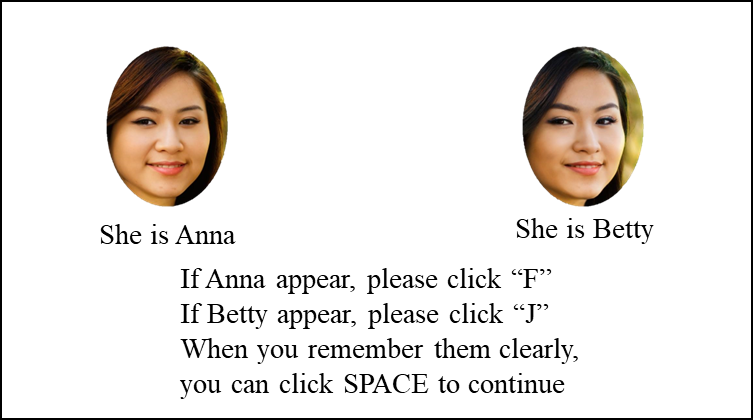 She is Anna
She is Betty
If Anna appear, please click “F”
If Betty appear, please click “J”
When you remember them clearly,
you can click SPACE to continue